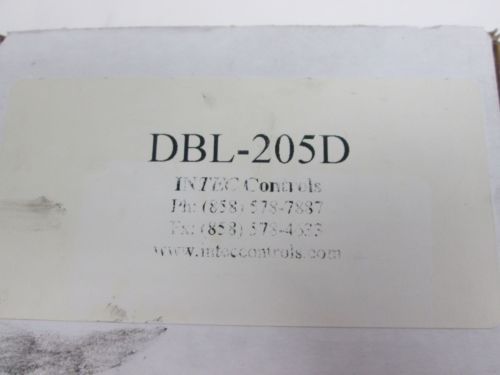 DBL-205D
INTEC Controls
Ph: (858) 578-7887
Fx: (858) 578-4633
www.inteccontrols.com